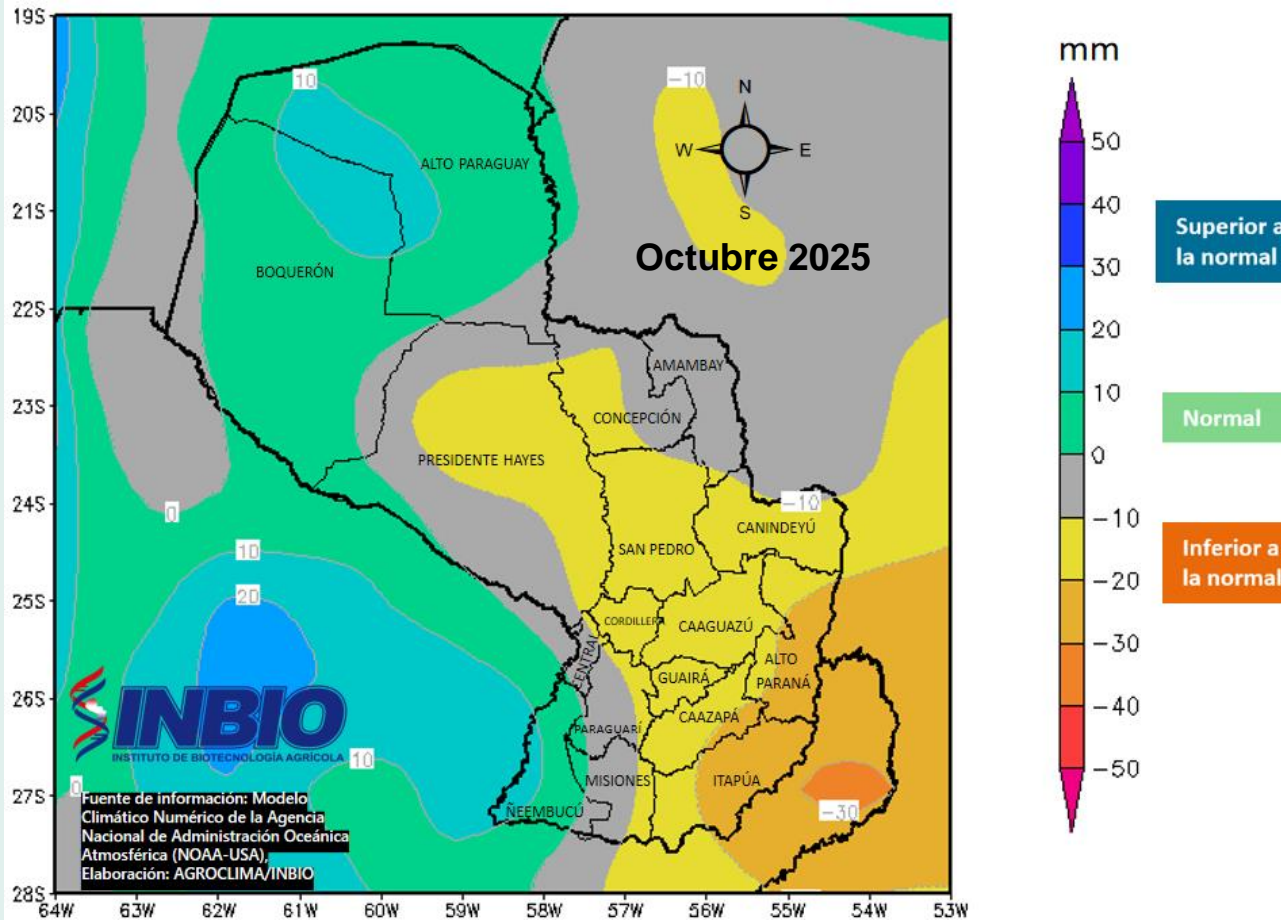 mm
19S
20S
21S
22S
23S
24S
25S
26S
27S
28S
64W
63W
62W
61W
60W
59W
58W
57W
56W
55W
54W
53W
10
-10
N
W
E
S
ALTO PARAGUAY
Octubre 2025
BOQUERÓN
AMAMBAY
CONCEPCIÓN
PRESIDENTE HAYES
0
-10
CANINDEYÚ
SAN PEDRO
10
20
CORDILLERA
CAAGUAZÚ
CENTRAL
ALTO
PARANÁ
GUAIRÁ
CAAZAPÁ
PARAGUARÍ
MISIONES
ITAPÚA
ÑEEMBUCÚ
10
0
-30
INBIO
INSTITUTO DE BIOTECNOLOGÍA AGRÍCOLA
Fuente de información: Modelo
Climático Numérico de la Agencia
Nacional de Administración Oceánica
Atmosférica (NOAA-USA),
Elaboración: AGROCLIMA/INBIO
50
40
30
20
10
0
-10
-20
-30
-40
-50
Superior a
la normal
Normal
Inferior a
la normal